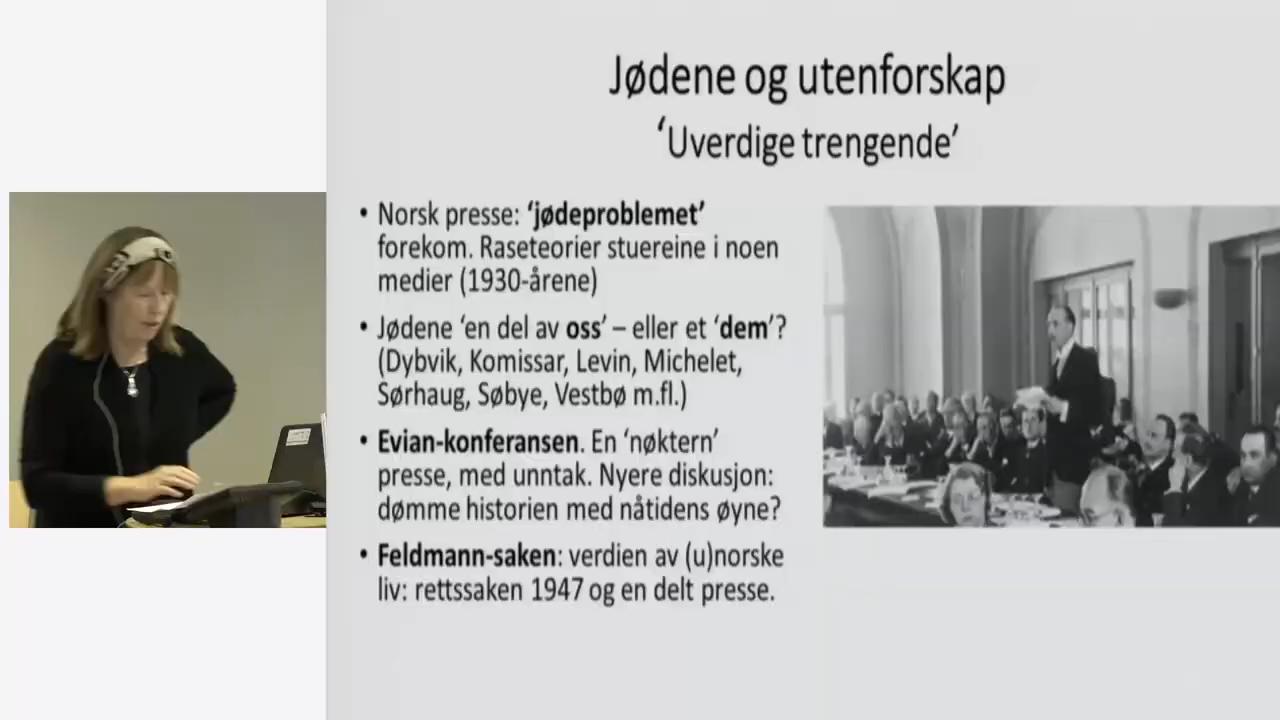 Jødene og utenforskap
‘Uverdige trengende’
• Norsk presse: ‘jødeproblemet’
forekom. Raseteorier stuereine i noen
medier (1930-årene)
• Jødene ‘en del av oss’ – eller et ‘dem’?
(Dybvik, Komissar, Levin, Michelet,
Sørhaug, Søbye, Vestbø m.fl.)
• Evian-konferansen. En ‘nøktern’
presse, med unntak. Nyere diskusjon:
dømme historien med nåtidens øyne?
• Feldmann-saken: verdien av (u)norske
liv: rettssaken 1947 og en delt presse.